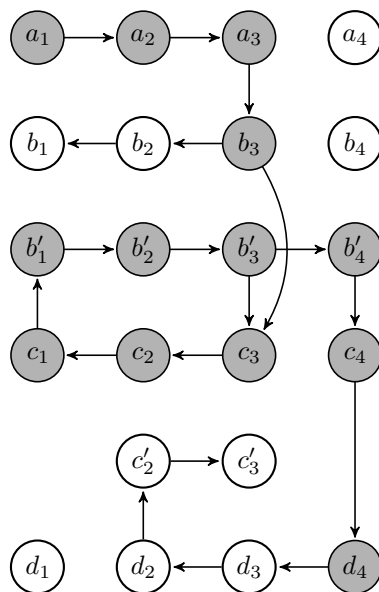 a₁ a₂ a₃ a₄
b₁ b₂ b₃ b₄
b′₁ b′₂ b′₃ b′₄
c₁ c₂ c₃ c₄
c′₂ c′₃
d₁ d₂ d₃ d₄